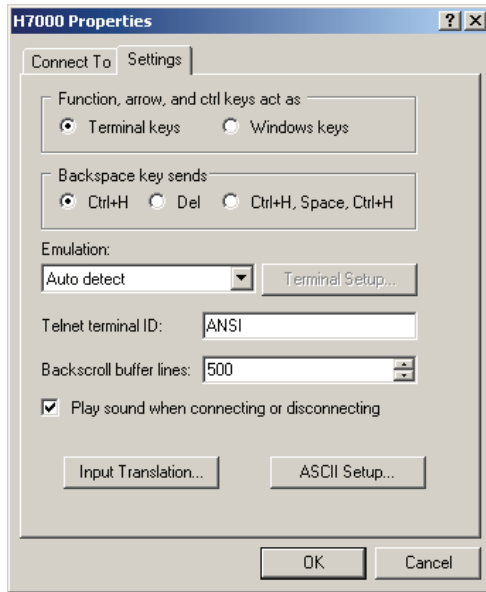 H7000 Properties
Connect To Settings
Function, arrow, and ctrl keys act as
Terminal keys Windows keys
Backspace key sends
Ctrl+H Del Ctrl+H, Space, Ctrl+H
Emulation:
Auto detect Terminal Setup...
Telnet terminal ID: ANSI
Backscroll buffer lines: 500
Play sound when connecting or disconnecting
Input Translation... ASCII Setup...
OK Cancel